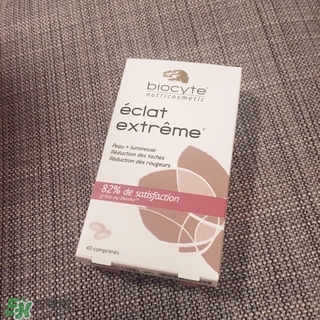 biocyte®
nutricosmetic
éclat
extrême®
Peau + lumineuse
Réduction des taches
Réduction des rougeurs
82% de satisfaction
40 comprimés